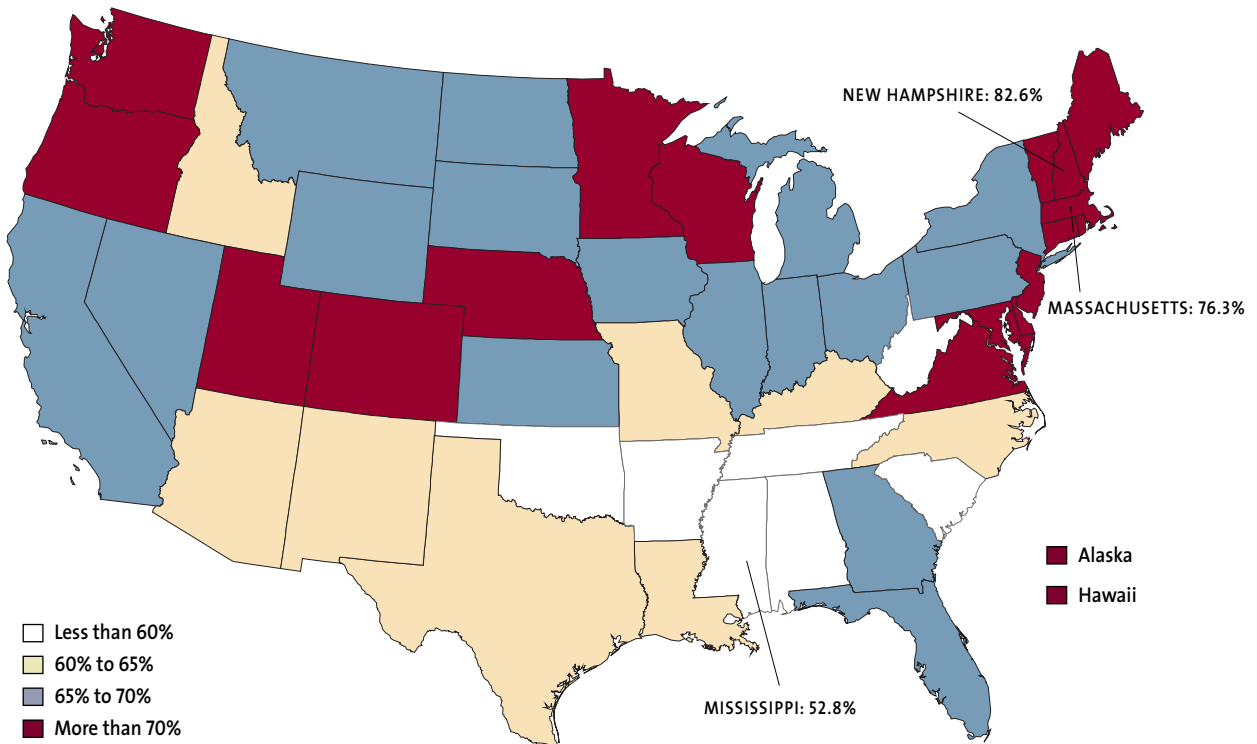 NEW HAMPSHIRE: 82.6%
MASSACHUSETTS: 76.3%
Alaska
Hawaii
Less than 60%
60% to 65%
65% to 70%
More than 70%
MISSISSIPPI: 52.8%